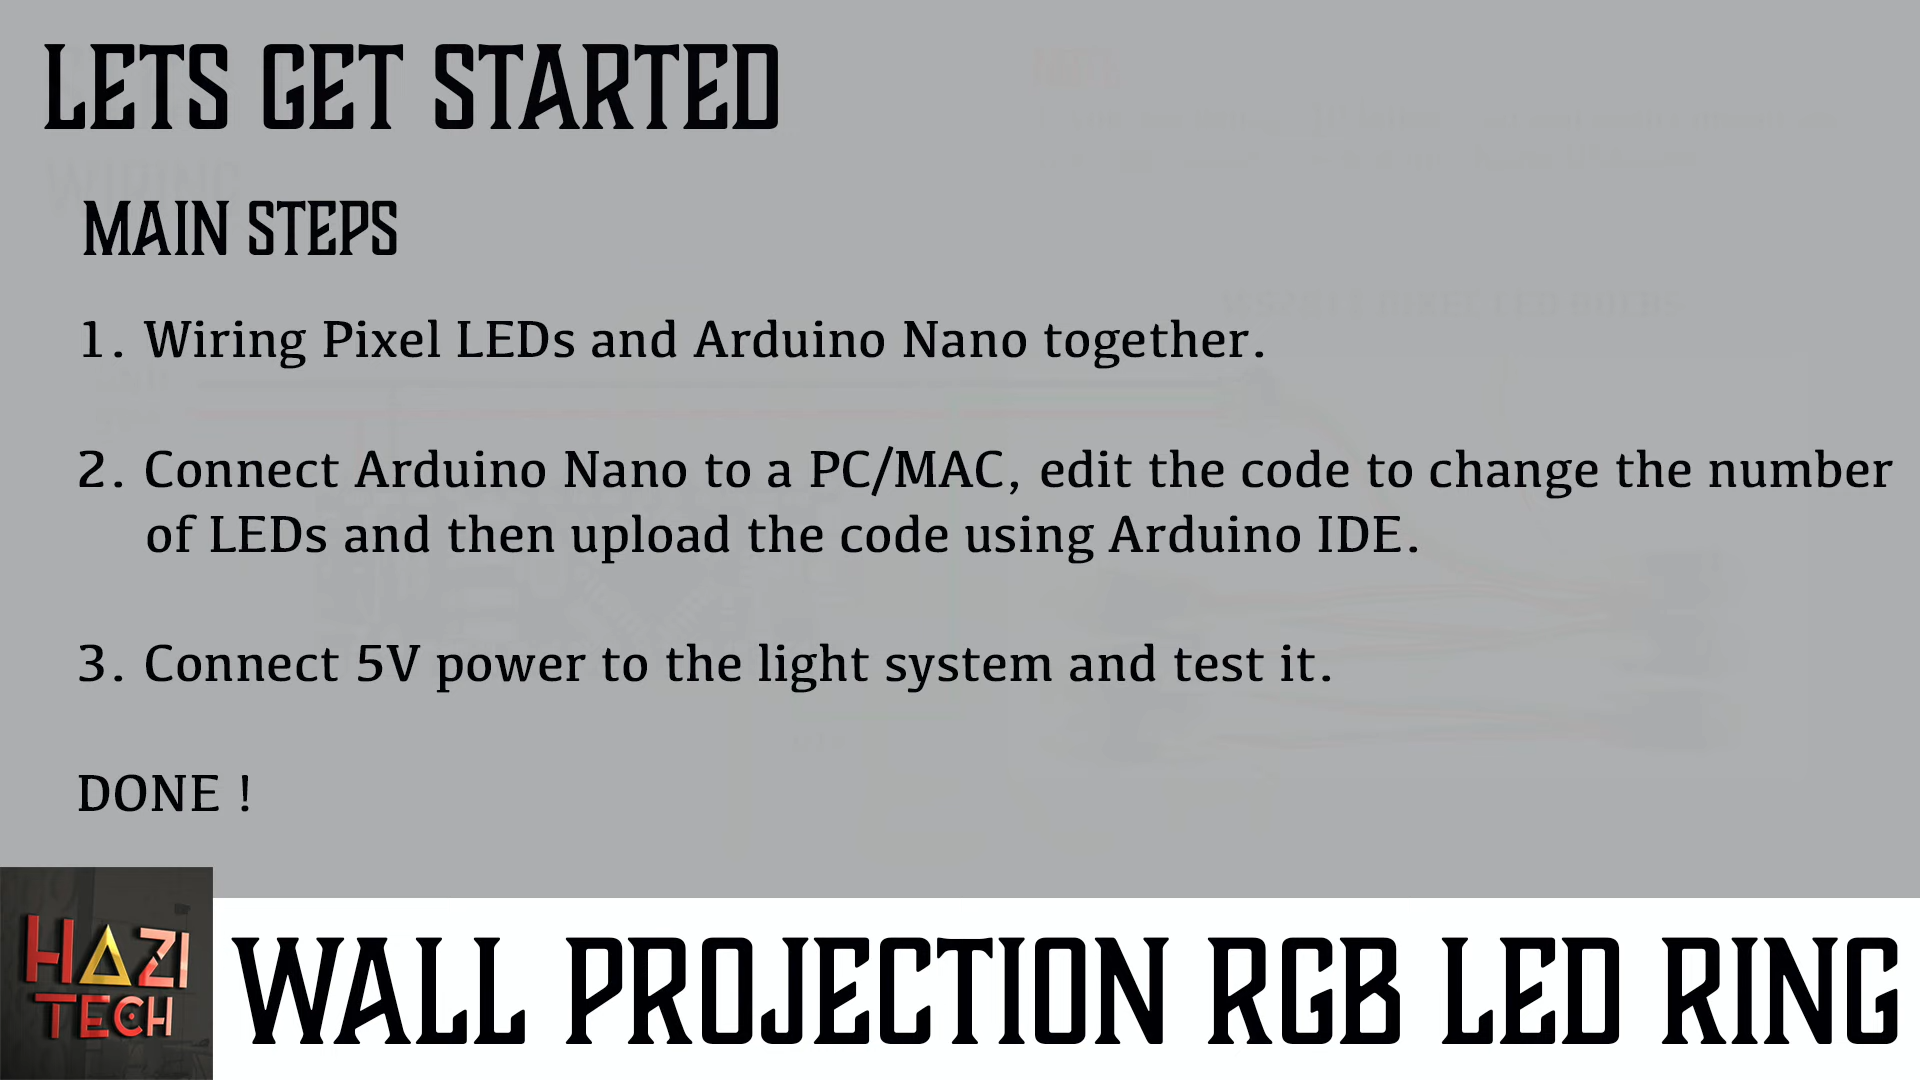 LETS GET STARTED
WIRING
MAIN STEPS
1. Wiring Pixel LEDs and Arduino Nano together.
2. Connect Arduino Nano to a PC/MAC, edit the code to change the number
of LEDs and then upload the code using Arduino IDE.
3. Connect 5V power to the light system and test it.
DONE !
HAZI
TECH
WALL PROJECTION RGB LED RING